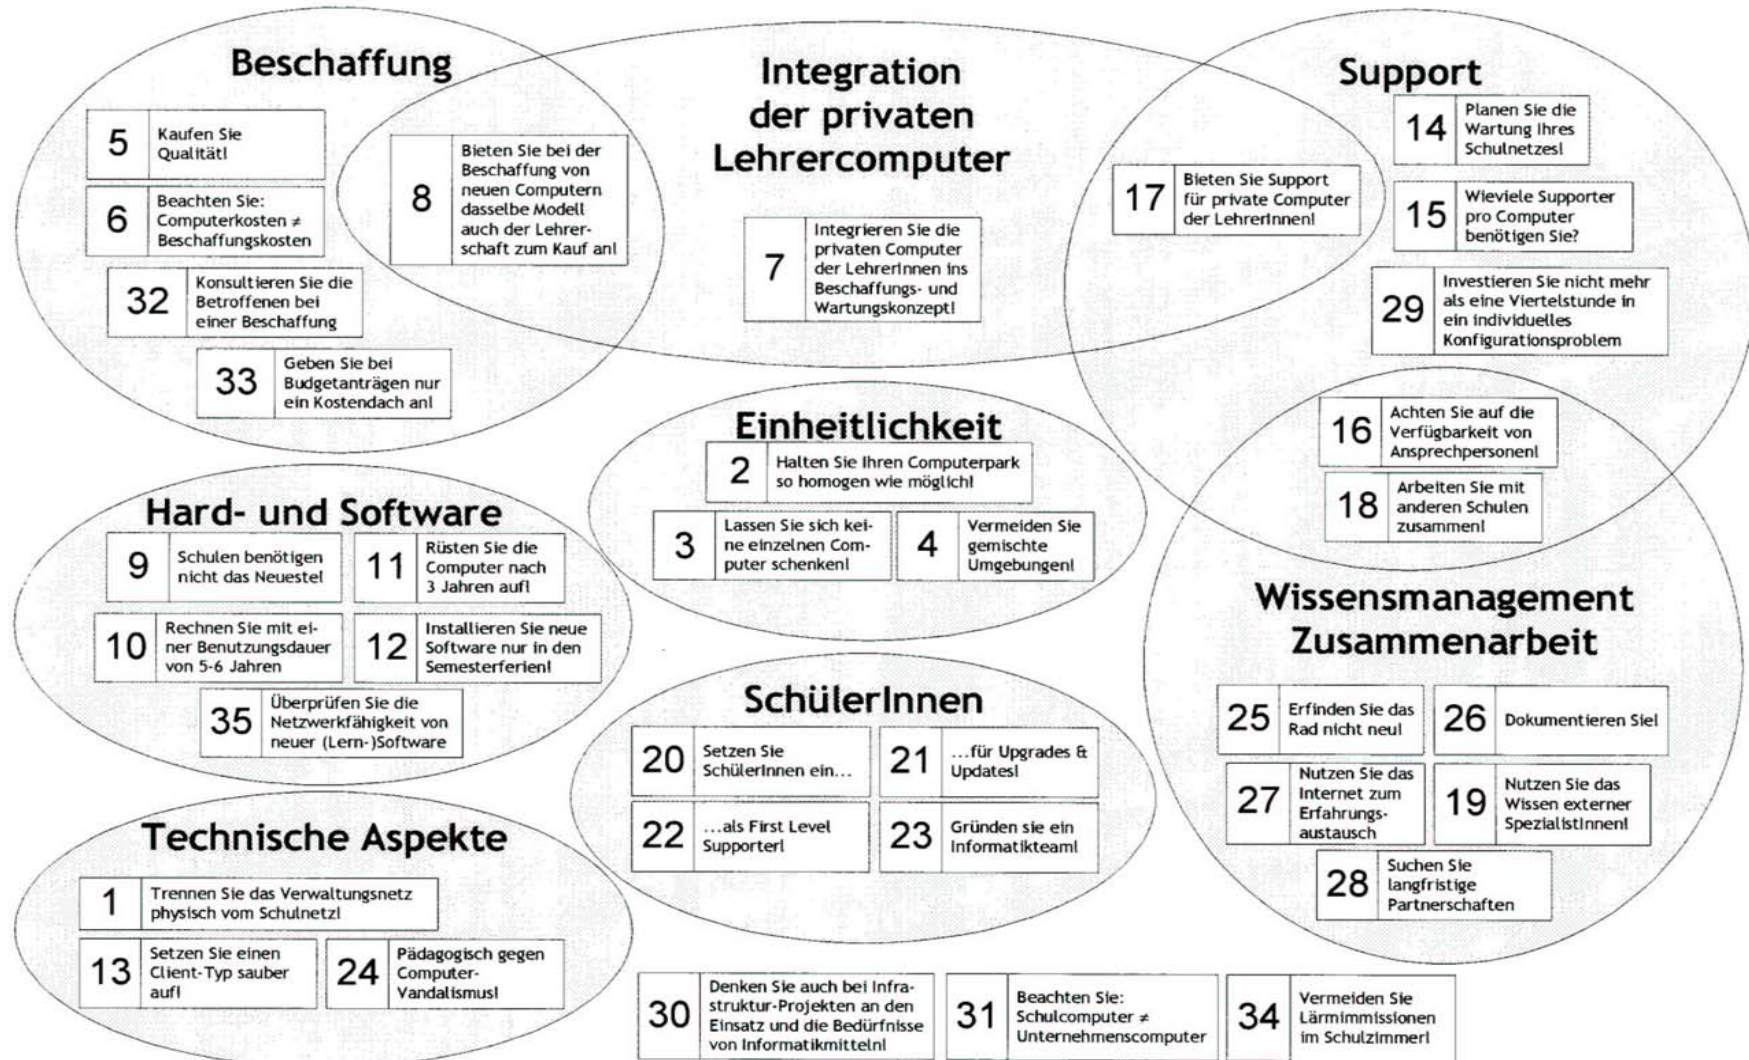 Beschaffung
5
Kaufen Sie
Qualität!
6
Beachten Sie:
Computerkosten ≠
Beschaffungskosten
32
Konsultieren Sie die
Betroffenen bei
einer Beschaffung
33
Geben Sie bei
Budgetanträgen nur
ein Kostendach an!
8
Bieten Sie bei der
Beschaffung von
neuen Computern
dasselbe Modell
auch der Lehrer-
schaft zum Kauf an!
Integration
der privaten
Lehrercomputer
7
Integrieren Sie die
privaten Computer
der LehrerInnen ins
Beschaffungs- und
Wartungskonzept!
17
Bieten Sie Support
für private Computer
der LehrerInnen!
Support
14
Planen Sie die
Wartung Ihres
Schulnetzes!
15
Wieviele Supporter
pro Computer
benötigen Sie?
29
Investieren Sie nicht mehr
als eine Viertelstunde in
ein individuelles
Konfigurationsproblem
16
Achten Sie auf die
Verfügbarkeit von
Ansprechpersonen!
18
Arbeiten Sie mit
anderen Schulen
zusammen!
Einheitlichkeit
2
Halten Sie Ihren Computerpark
so homogen wie möglich!
3
Lassen Sie sich kei-
ne einzelnen Com-
puter schenken!
4
Vermeiden Sie
gemischte
Umgebungen!
Hard- und Software
9
Schulen benötigen
nicht das Neueste!
11
Rüsten Sie die
Computer nach
3 Jahren auf!
10
Rechnen Sie mit ei-
ner Benutzungsdauer
von 5-6 Jahren
12
Installieren Sie neue
Software nur in den
Semesterferien!
35
Überprüfen Sie die
Netzwerkfähigkeit von
neuer (Lern-)Software
Wissensmanagement
Zusammenarbeit
25
Erfinden Sie das
Rad nicht neu!
26
Dokumentieren Sie!
27
Nutzen Sie das
Internet zum
Erfahrungs-
austausch
19
Nutzen Sie das
Wissen externer
SpezialistInnen!
28
Suchen Sie
langfristige
Partnerschaften
SchülerInnen
20
Setzen Sie
SchülerInnen ein...
21
...für Upgrades &
Updates!
22
...als First Level
Supporter!
23
Gründen sie ein
Informatikteam!
Technische Aspekte
1
Trennen Sie das Verwaltungsnetz
physisch vom Schulnetz!
13
Setzen Sie einen
Client-Typ sauber
auf!
24
Pädagogisch gegen
Computer-
Vandalismus!
30
Denken Sie auch bei Infra-
struktur-Projekten an den
Einsatz und die Bedürfnisse
von Informatikmitteln!
31
Beachten Sie:
Schulcomputer ≠
Unternehmenscomputer
34
Vermeiden Sie
Lärmimmissionen
im Schulzimmer!